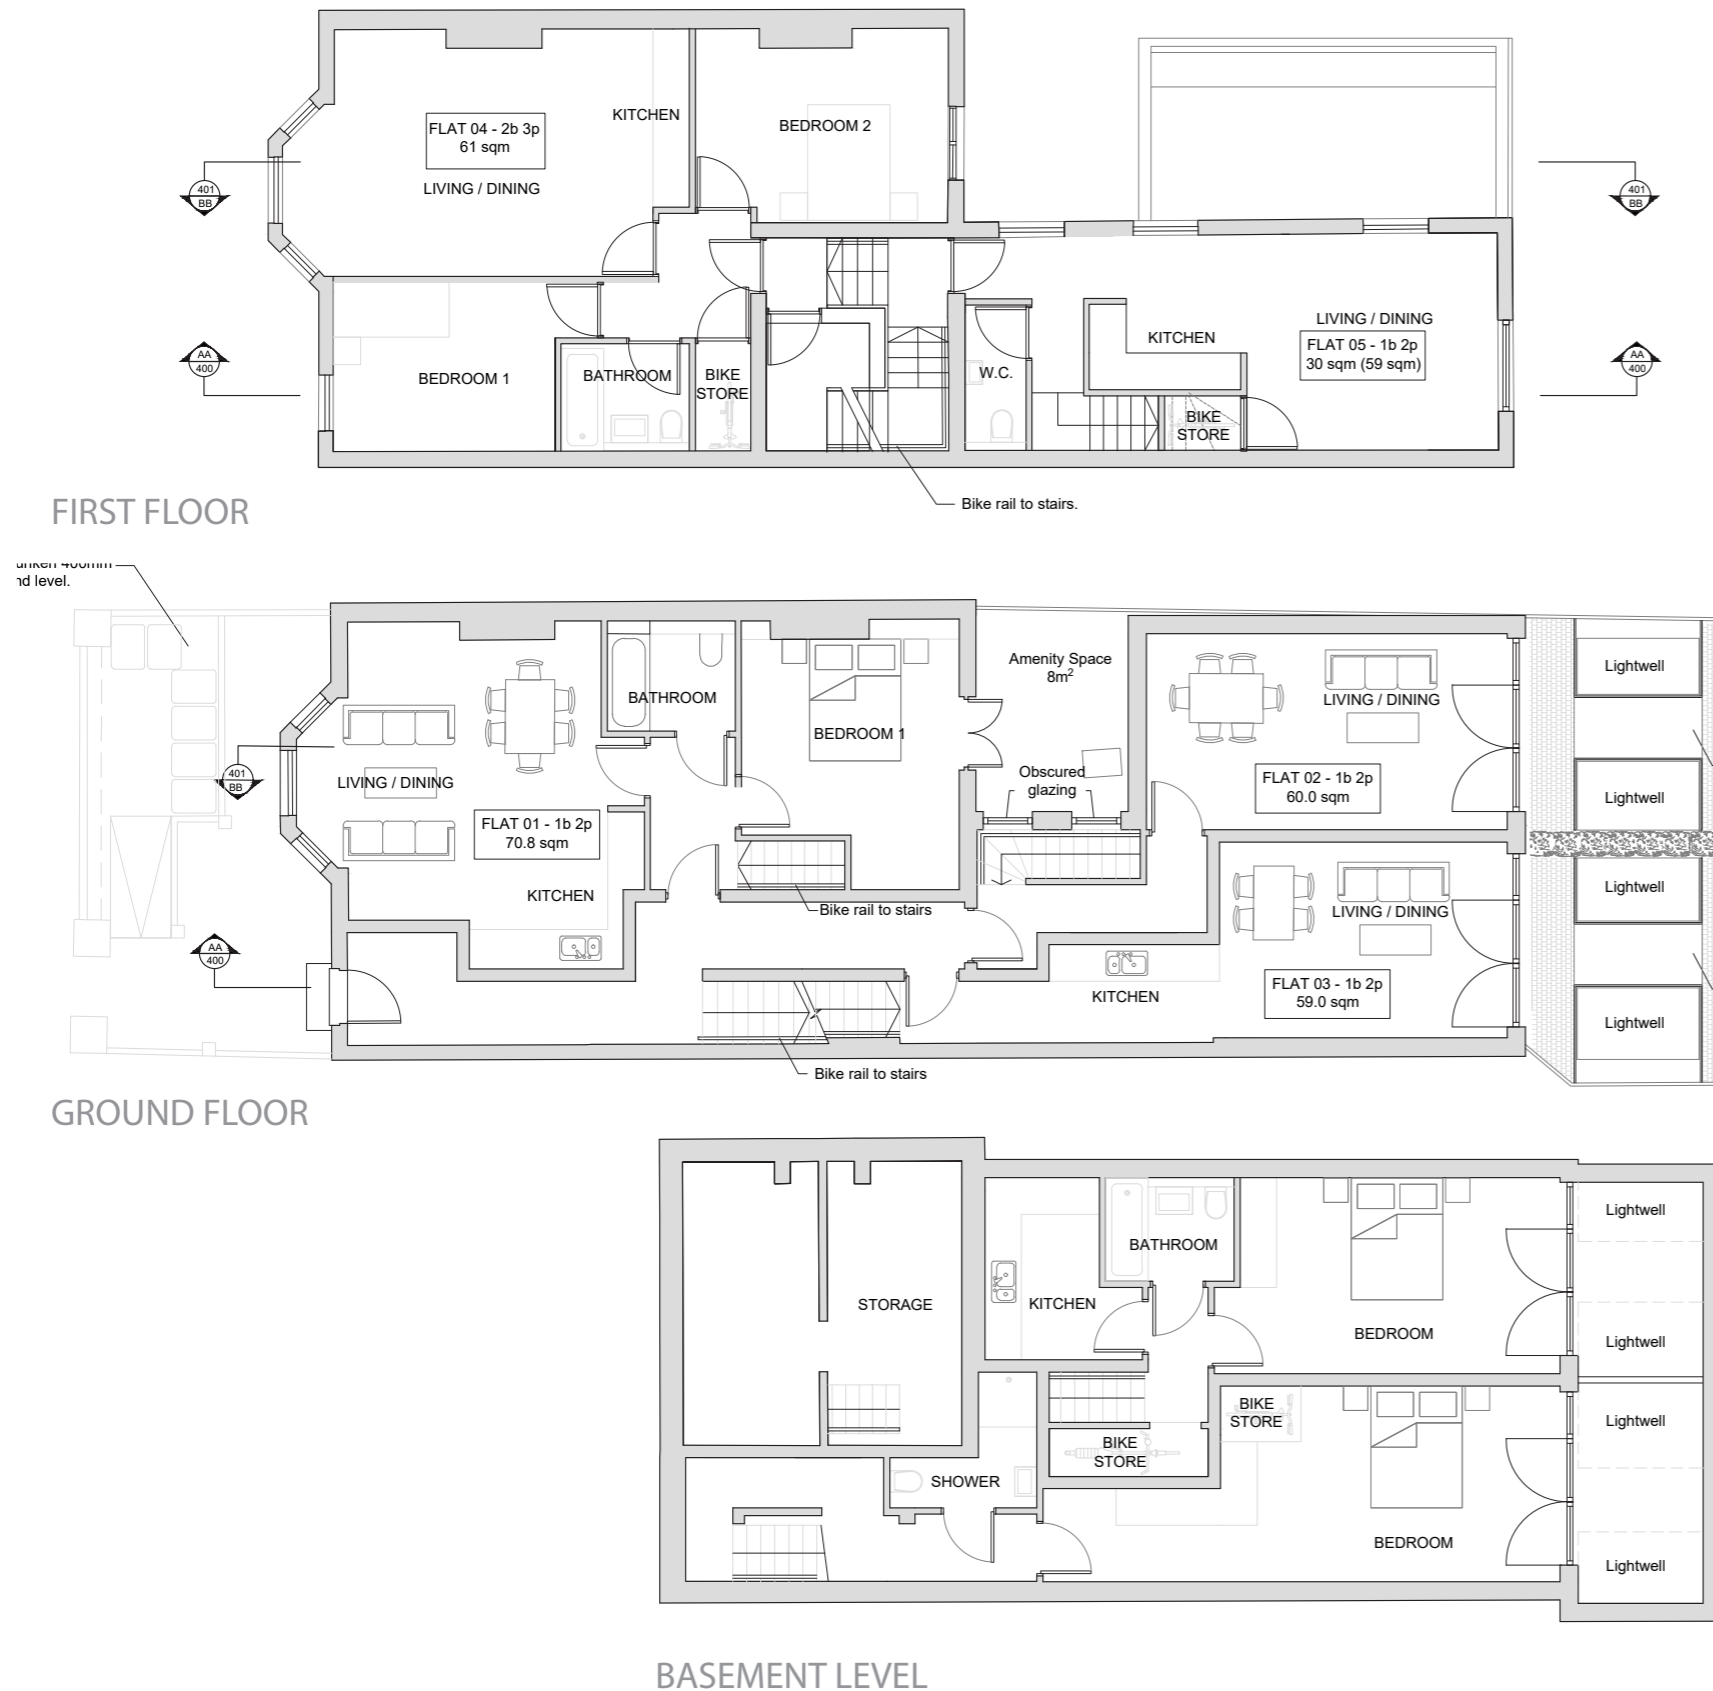 KITCHEN
BEDROOM 2
FLAT 04 - 2b 3p
61 sqm
LIVING / DINING
401
BB
401
BB
AA
400
AA
400
BEDROOM 1
BATHROOM
BIKE
STORE
W.C.
KITCHEN
LIVING / DINING
FLAT 05 - 1b 2p
30 sqm (59 sqm)
BIKE
STORE
Bike rail to stairs.
FIRST FLOOR
400mm
nd level.
BATHROOM
BEDROOM 1
Amenity Space
8m²
Obscured
glazing
LIVING / DINING
Lightwell
Lightwell
401
BB
LIVING / DINING
FLAT 01 - 1b 2p
70.8 sqm
FLAT 02 - 1b 2p
60.0 sqm
KITCHEN
Bike rail to stairs
LIVING / DINING
Lightwell
AA
400
KITCHEN
FLAT 03 - 1b 2p
59.0 sqm
Lightwell
Bike rail to stairs
GROUND FLOOR
STORAGE
KITCHEN
BATHROOM
BEDROOM
Lightwell
Lightwell
BIKE
STORE
BIKE
STORE
Lightwell
SHOWER
BEDROOM
Lightwell
BASEMENT LEVEL